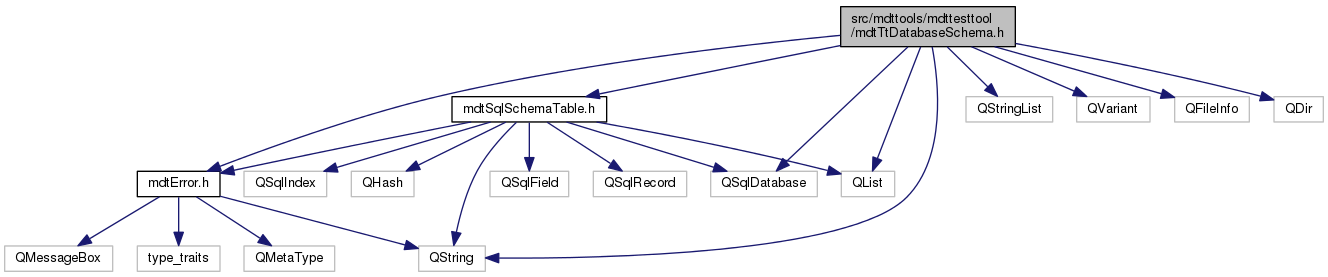 src/mdttools/mdttesttool
/mdtTtDatabaseSchema.h
mdtSqlSchemaTable.h
QStringList
QVariant
QFileInfo
QDir
mdtError.h
QSqlIndex
QHash
QSqlField
QSqlRecord
QSqlDatabase
QList
QMessageBox
type_traits
QMetaType
QString